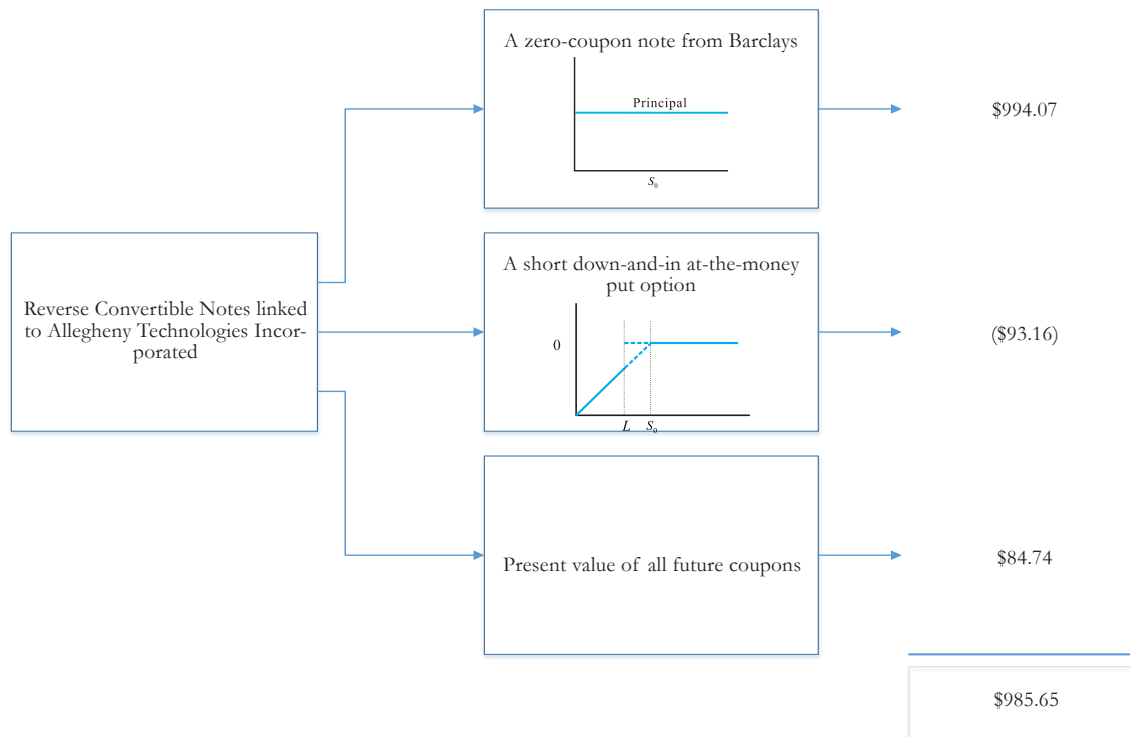 A zero-coupon note from Barclays
Principal
S0
$994.07
Reverse Convertible Notes linked
to Allegheny Technologies Incor-
porated
A short down-and-in at-the-money
put option
0
L S0
($93.16)
Present value of all future coupons
$84.74
$985.65